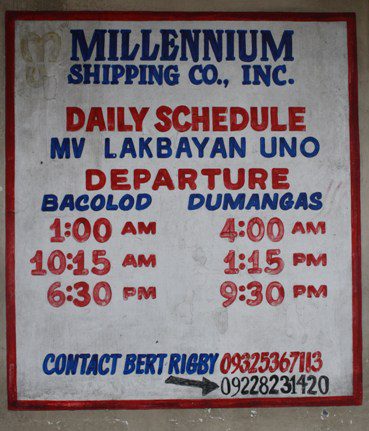 MILLENNIUM
SHIPPING CO., INC.
DAILY SCHEDULE
MV LAKBAYAN UNO
DEPARTURE
BACOLOD DUMANGAS
1:00 AM 4:00 AM
10:15 AM 1:15 PM
6:30 PM 9:30 PM
CONTACT BERT RIGBY 09325367113
09228231420